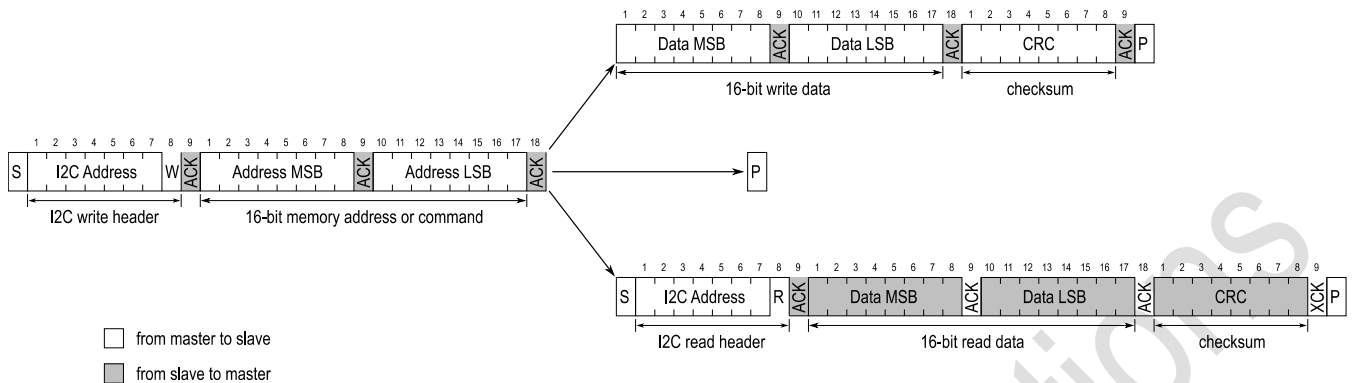 1 2 3 4 5 6 7 8 9 10 11 12 13 14 15 16 17 18 1 2 3 4 5 6 7 8 9
Data MSB ACK Data LSB ACK CRC ACK P
16-bit write data checksum
1 2 3 4 5 6 7 8 9 1 2 3 4 5 6 7 8 9 10 11 12 13 14 15 16 17 18
S I2C Address W ACK Address MSB ACK Address LSB ACK P
I2C write header 16-bit memory address or command
1 2 3 4 5 6 7 8 9 1 2 3 4 5 6 7 8 9 10 11 12 13 14 15 16 17 18 1 2 3 4 5 6 7 8 9
S I2C Address R ACK Data MSB ACK Data LSB ACK CRC XCK P
I2C read header 16-bit read data checksum
from master to slave
from slave to master